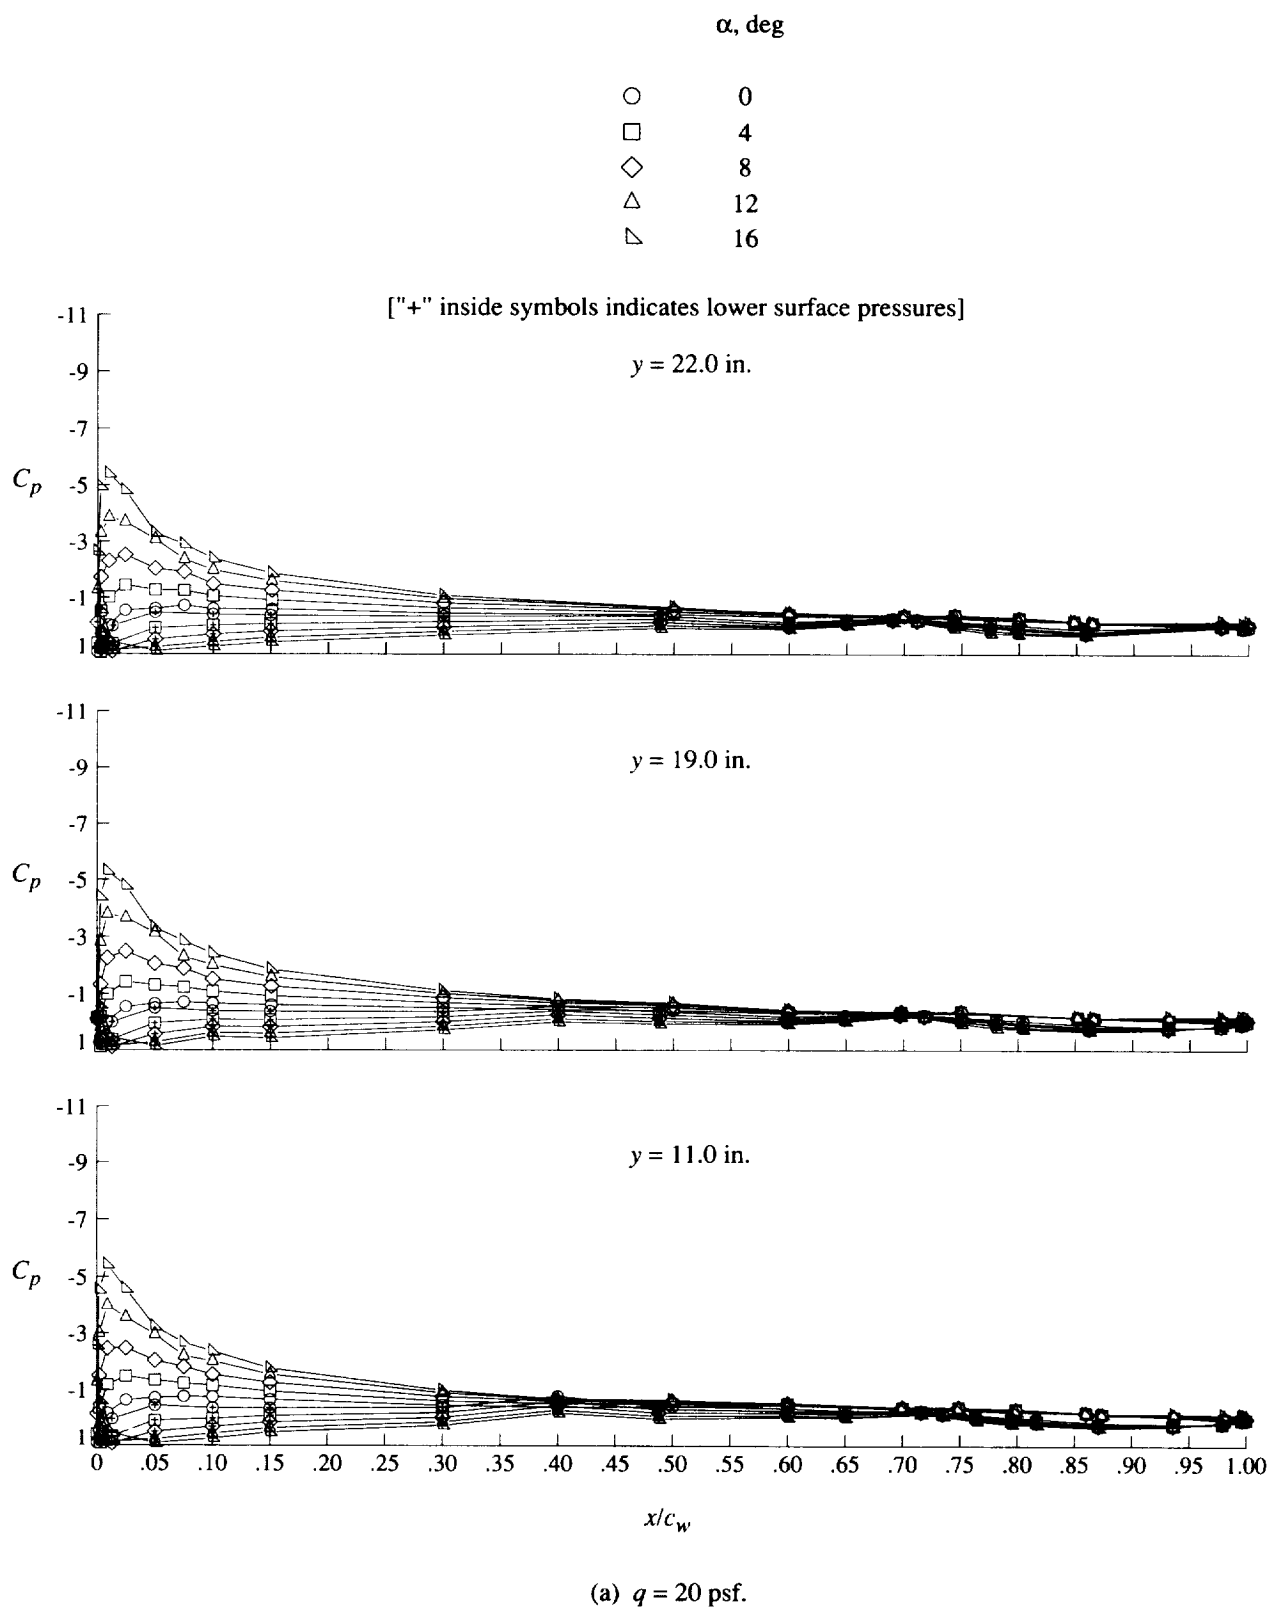 α, deg
0
4
8
12
16
["+" inside symbols indicates lower surface pressures]
y = 22.0 in.
-11
-9
-7
-5
-3
-1
1
Cp
y = 19.0 in.
-11
-9
-7
-5
-3
-1
1
Cp
y = 11.0 in.
-11
-9
-7
-5
-3
-1
1
Cp
0 .05 .10 .15 .20 .25 .30 .35 .40 .45 .50 .55 .60 .65 .70 .75 .80 .85 .90 .95 1.00
x/cw
(a) q = 20 psf.